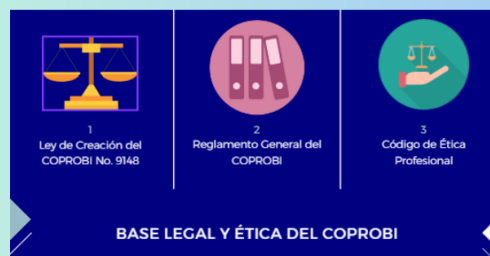 1
Ley de Creación del
COPROBI No. 9148
2
Reglamento General del
COPROBI
3
Código de Ética
Profesional
BASE LEGAL Y ÉTICA DEL COPROBI